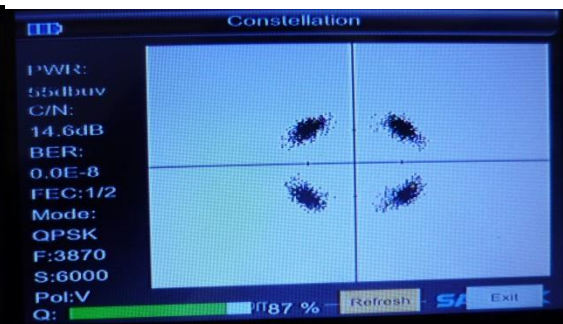 Constellation
PWR:
55dbuv
C/N:
14.6dB
BER:
0.0E-8
FEC:1/2
Mode:
QPSK
F:3870
S:6000
Pol:V
Q:
87 %
Refresh
Exit